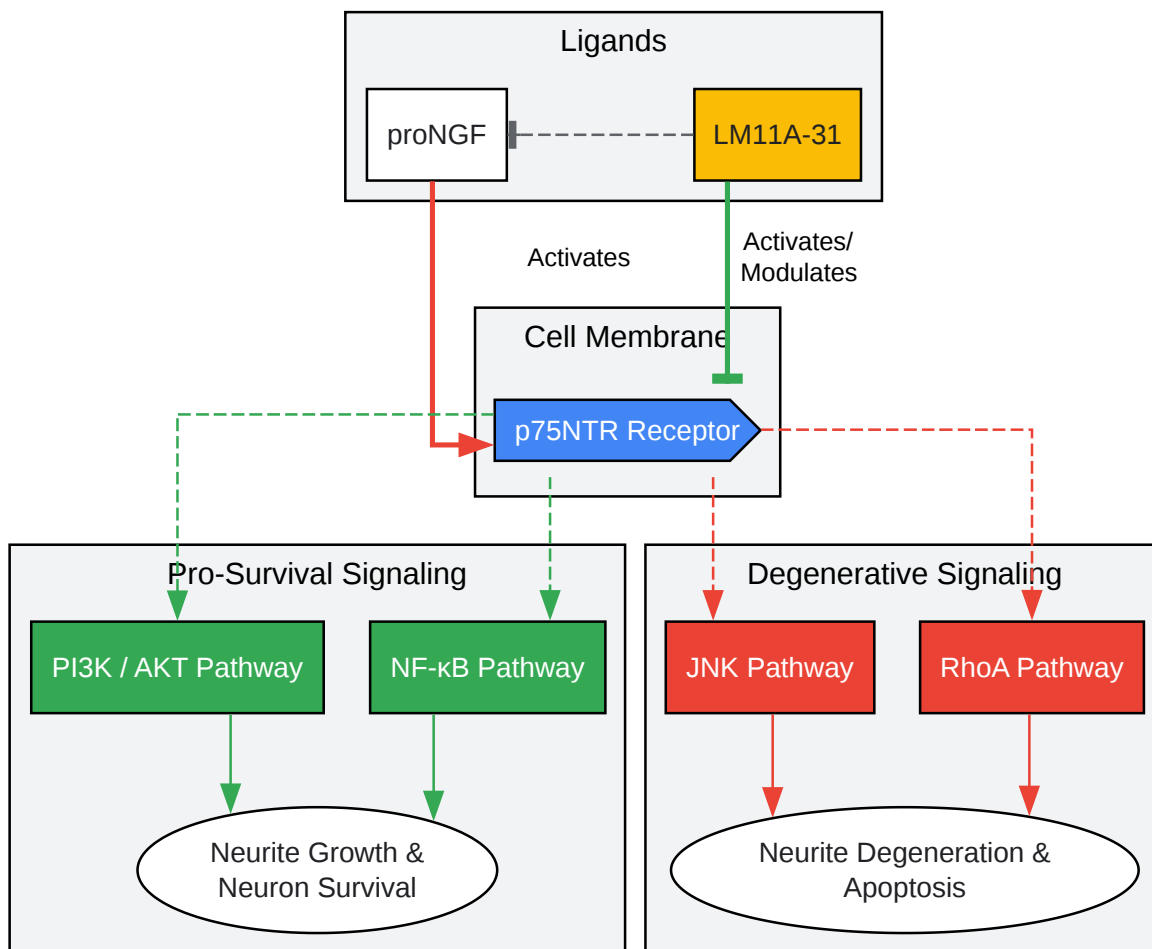 Ligands
proNGF
LM11A-31
Activates
Activates/
Modulates
Cell Membrane
p75NTR Receptor
Pro-Survival Signaling
Degenerative Signaling
PI3K / AKT Pathway
NF-κB Pathway
JNK Pathway
RhoA Pathway
Neurite Growth &
Neuron Survival
Neurite Degeneration &
Apoptosis